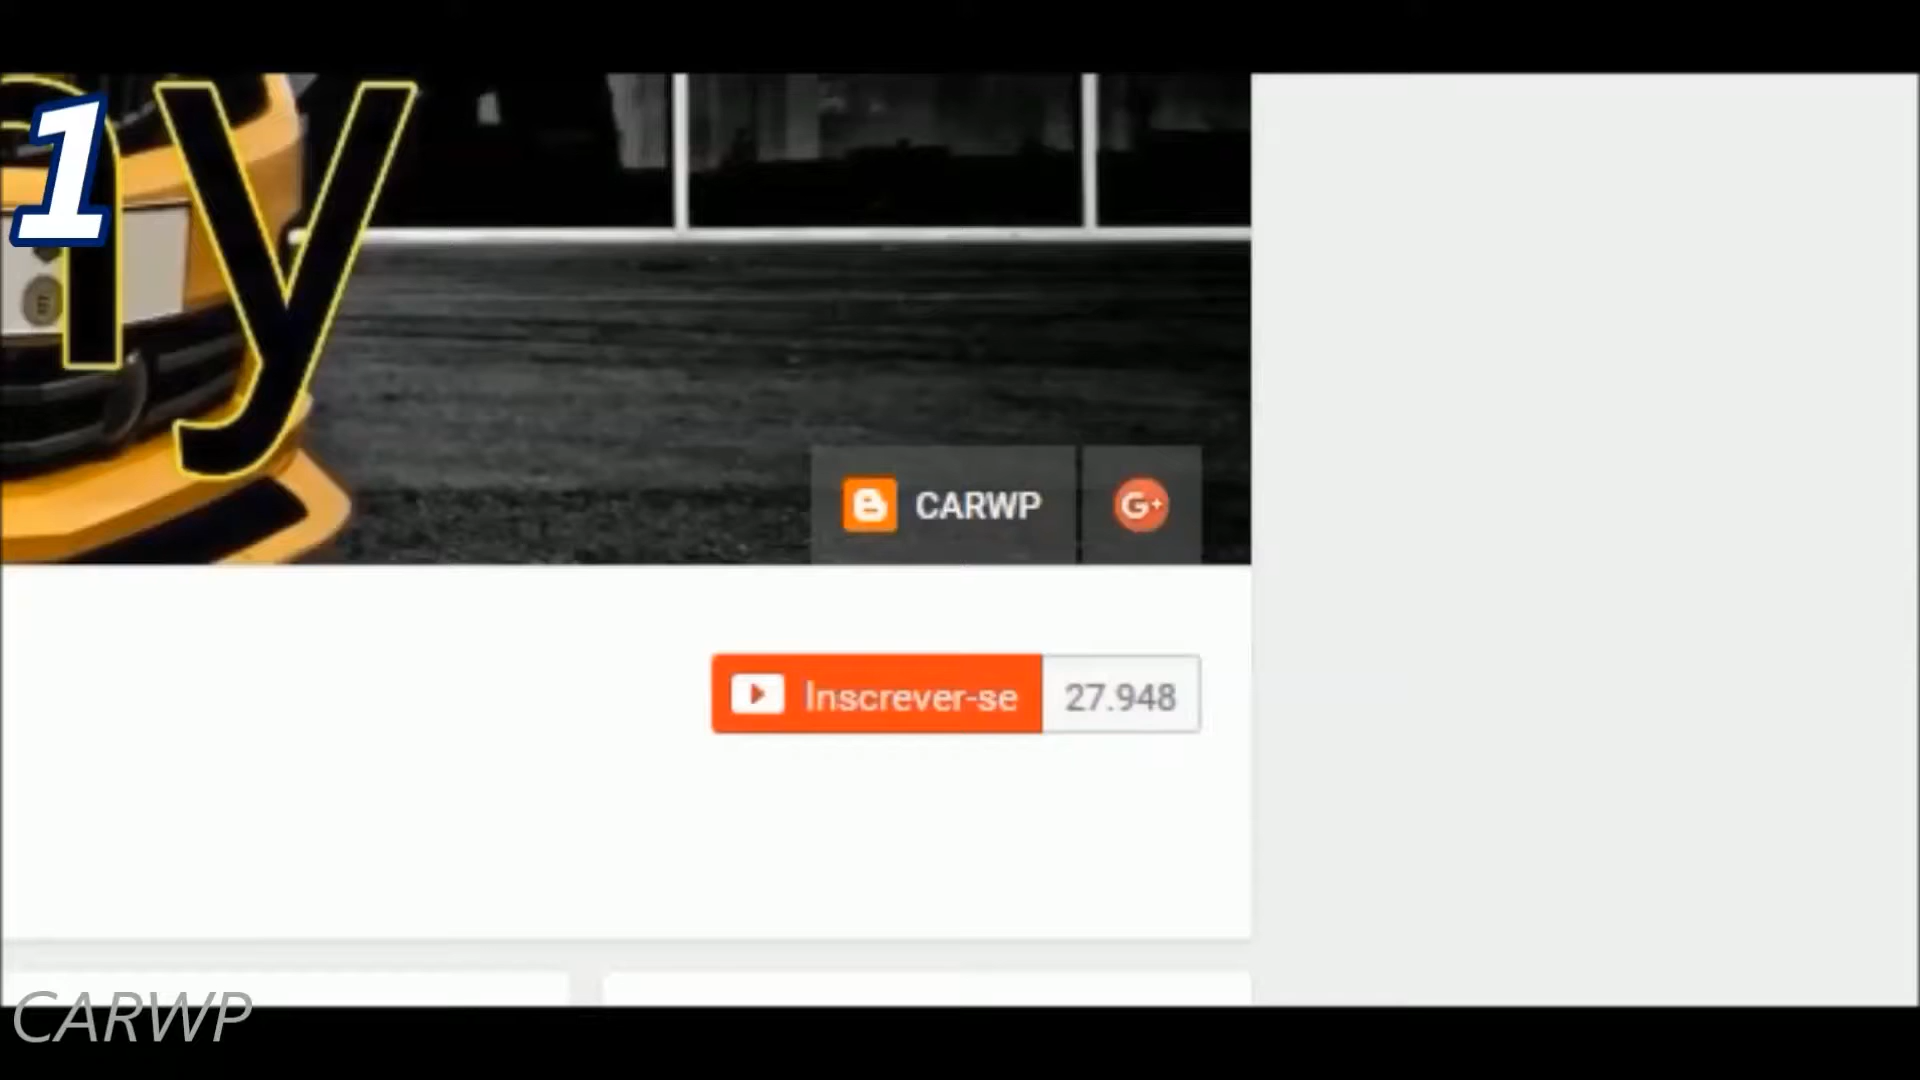 1
y
CARWP
G+
Inscrever-se 27.948
CARWP